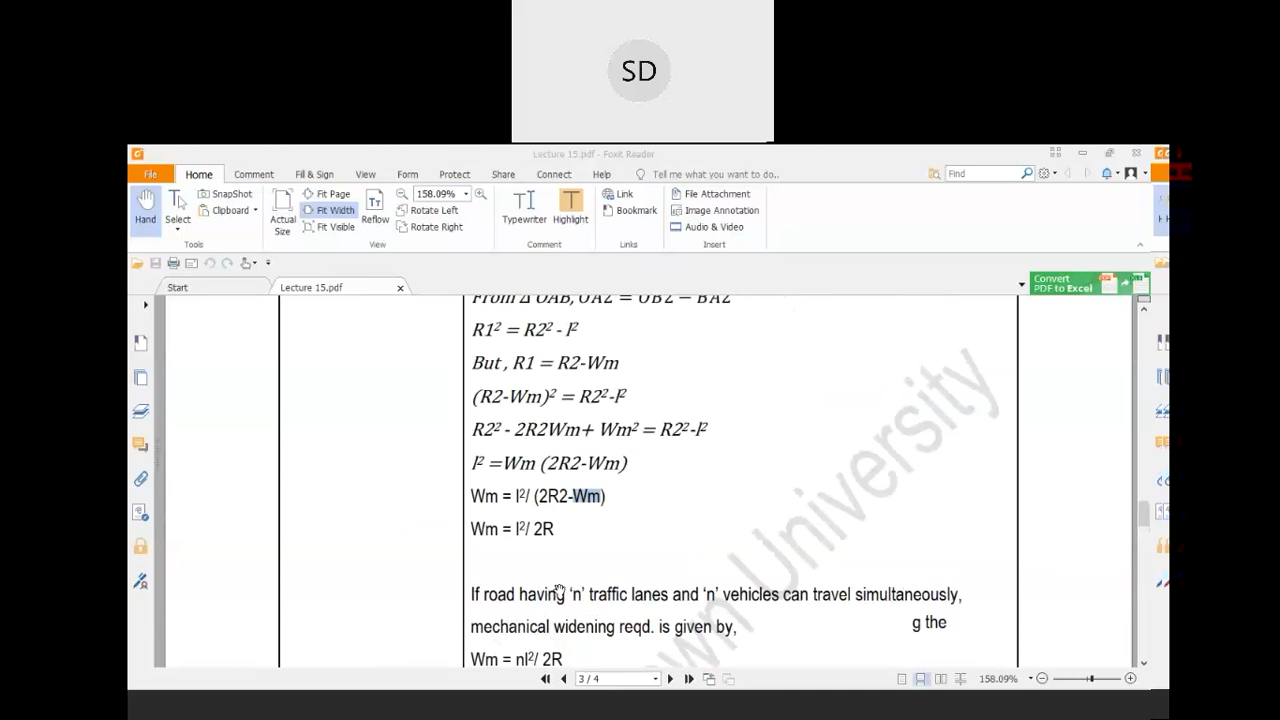 SD
Lecture 15.pdf - Foxit Reader
File Home Comment Fill & Sign View Form Protect Share Connect Help Tell me what you want to do.. Find
Hand
Select
SnapShot
Clipboard
Tools
Actual Size
Fit Page
Fit Width
Fit Visible
Reflow
158.09%
Rotate Left
Rotate Right
View
Typewriter
Highlight
Comment
Link
Bookmark
Links
File Attachment
Image Annotation
Audio & Video
Insert
Start
Lecture 15.pdf
Convert
PDF to Excel
From Δ OAB, OA2 = OB2 − BA2
R1² = R2² - l²
But , R1 = R2-Wm
(R2-Wm)² = R2²-l²
R2² - 2R2Wm+ Wm² = R2²-l²
l² =Wm (2R2-Wm)
Wm = l²/ (2R2-Wm)
Wm = l²/ 2R
If road having 'n' traffic lanes and 'n' vehicles can travel simultaneously,
mechanical widening reqd. is given by,
g the
Wm = nl²/ 2R
own University
3 / 4
158.09%